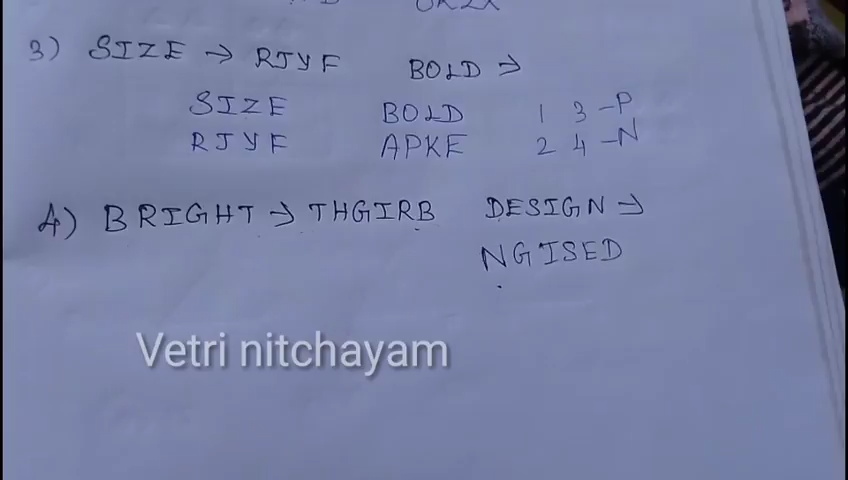 3) SIZE → RJYF BOLD →
SIZE BOLD 1 3 -P
RJYF APKE 2 4 -N
4) BRIGHT → THGIRB DESIGN →
NGISED
Vetri nitchayam